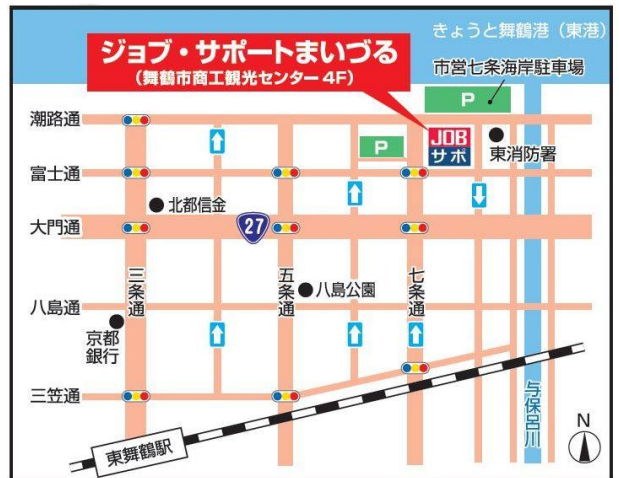 きょうと舞鶴港（東港）
ジョブ・サポートまいづる
（舞鶴市商工観光センター4F）
市営七条海岸駐車場
P
潮路通
P
JOB
サポ
東消防署
富士通
北都信金
大門通
27
三条通
五条通
七条通
八島公園
八島通
京都
銀行
三笠通
与保呂川
東舞鶴駅
N